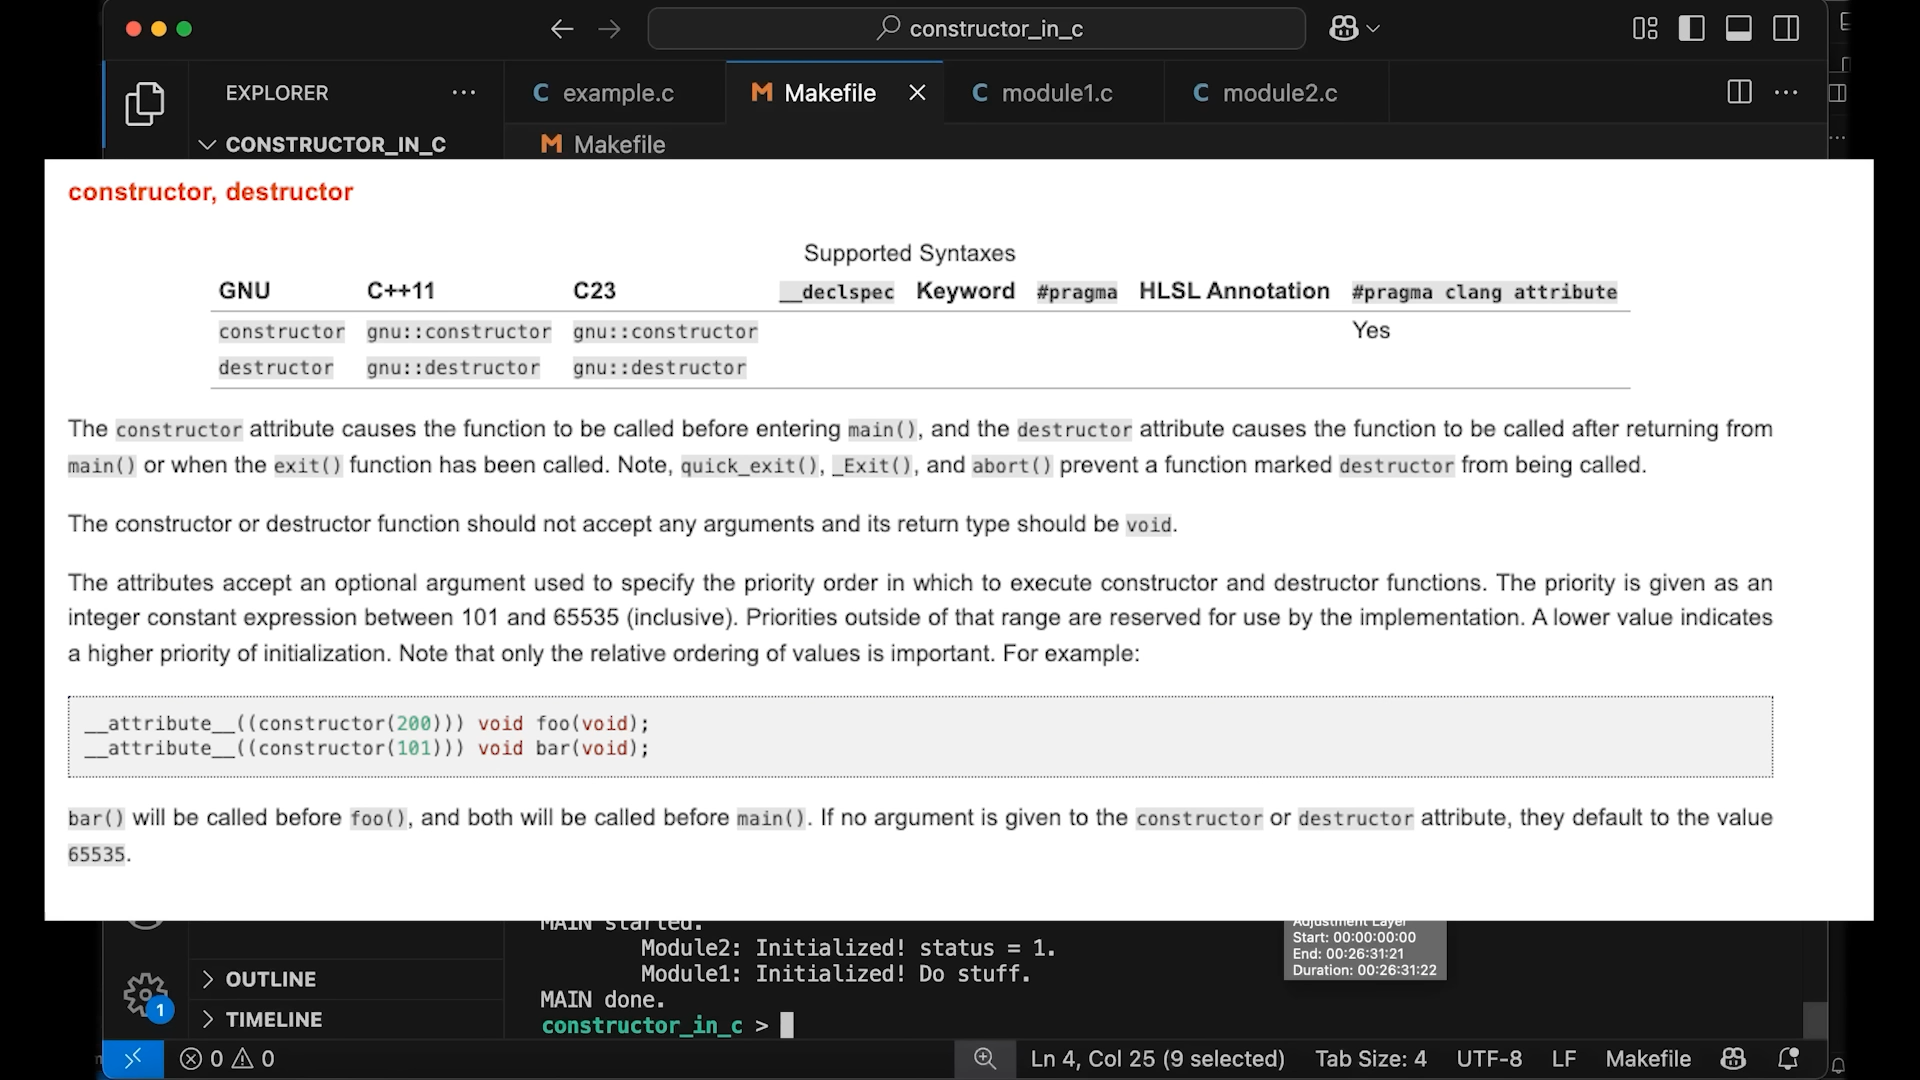 constructor_in_c
EXPLORER
example.c
Makefile
module1.c
module2.c
CONSTRUCTOR_IN_C
Makefile
constructor, destructor
Supported Syntaxes
GNU C++11 C23 __declspec Keyword #pragma HLSL Annotation #pragma clang attribute
constructor gnu::constructor gnu::constructor Yes
destructor gnu::destructor gnu::destructor
The constructor attribute causes the function to be called before entering main(), and the destructor attribute causes the function to be called after returning from
main() or when the exit() function has been called. Note, quick_exit(), _Exit(), and abort() prevent a function marked destructor from being called.
The constructor or destructor function should not accept any arguments and its return type should be void.
The attributes accept an optional argument used to specify the priority order in which to execute constructor and destructor functions. The priority is given as an
integer constant expression between 101 and 65535 (inclusive). Priorities outside of that range are reserved for use by the implementation. A lower value indicates
a higher priority of initialization. Note that only the relative ordering of values is important. For example:
__attribute__((constructor(200))) void foo(void);
__attribute__((constructor(101))) void bar(void);
bar() will be called before foo(), and both will be called before main(). If no argument is given to the constructor or destructor attribute, they default to the value
65535.
MAIN started.
Module2: Initialized! status = 1.
Module1: Initialized! Do stuff.
MAIN done.
constructor_in_c >
Adjustment Layer
Start: 00:00:00:00
End: 00:26:31:21
Duration: 00:26:31:22
OUTLINE
1
TIMELINE
0 0
Ln 4, Col 25 (9 selected) Tab Size: 4 UTF-8 LF Makefile